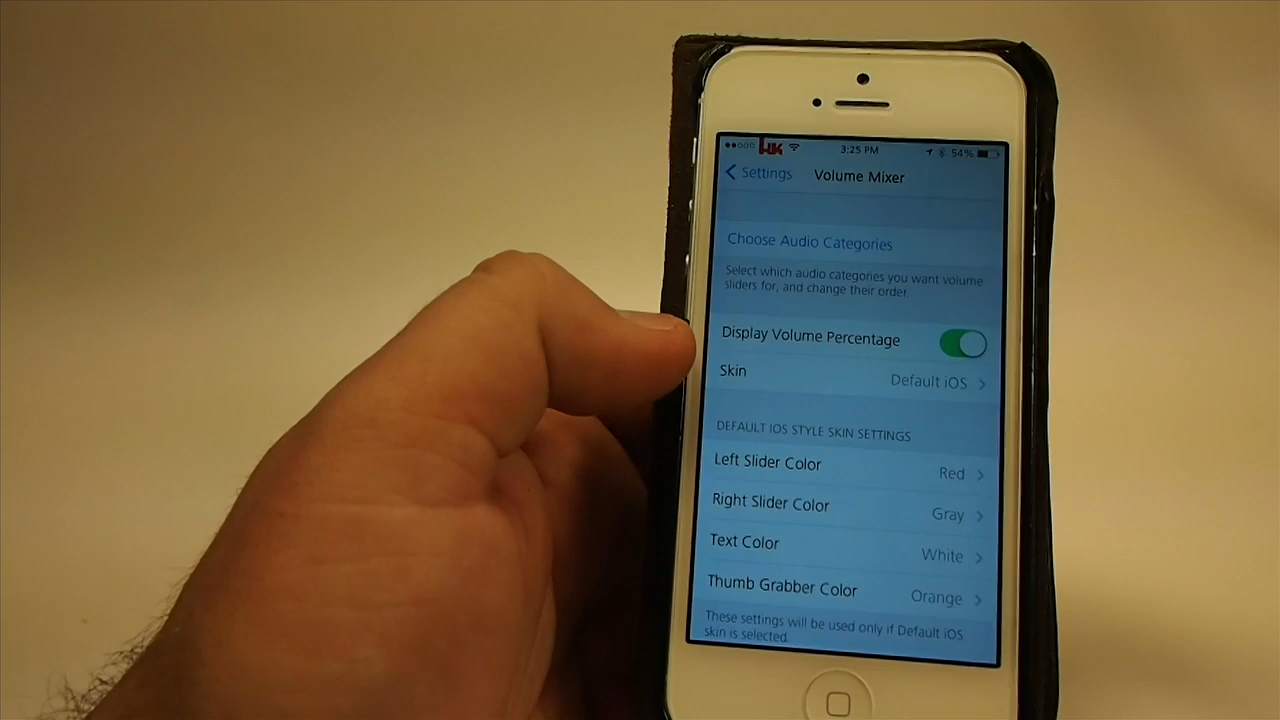 HK 3:25 PM 54%
Settings Volume Mixer
Choose Audio Categories
Select which audio categories you want volume
sliders for, and change their order.
Display Volume Percentage
Skin Default iOS
DEFAULT IOS STYLE SKIN SETTINGS
Left Slider Color Red
Right Slider Color Gray
Text Color White
Thumb Grabber Color Orange
These settings will be used only if Default iOS
skin is selected.